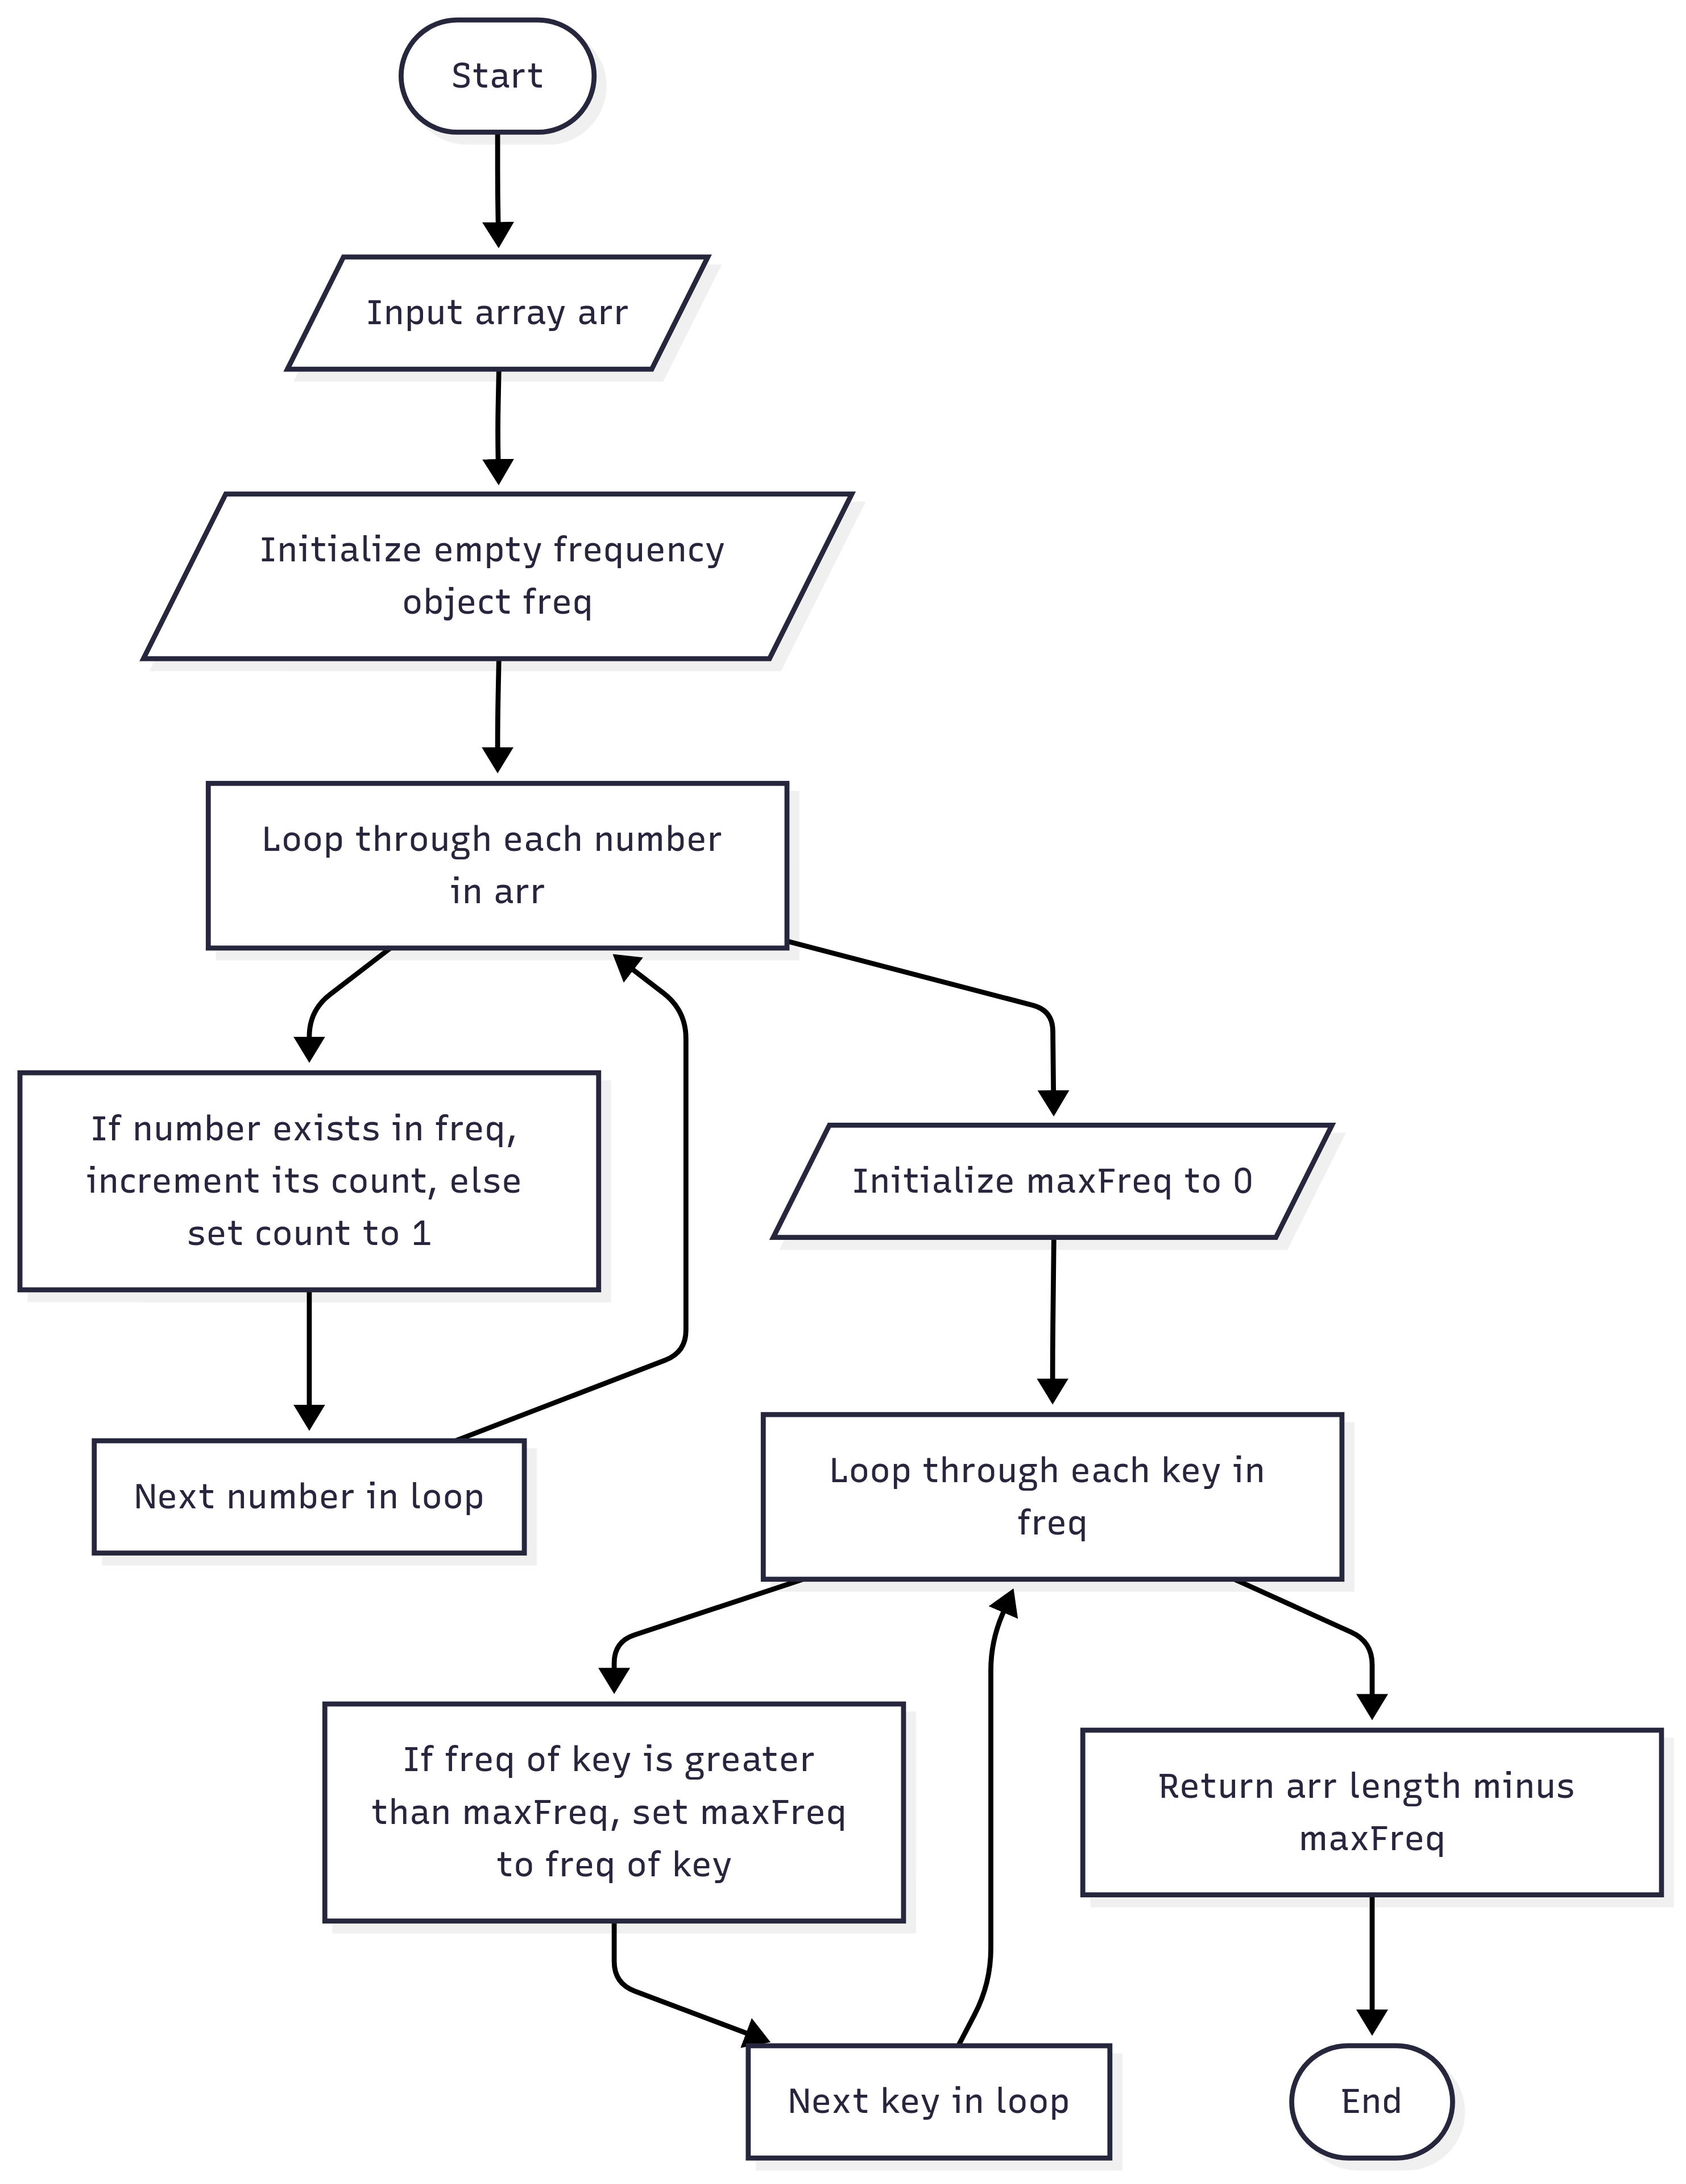 Start
Input array arr
Initialize empty frequency
object freq
Loop through each number
in arr
If number exists in freq,
increment its count, else
set count to 1
Next number in loop
Initialize maxFreq to 0
Loop through each key in
freq
If freq of key is greater
than maxFreq, set maxFreq
to freq of key
Next key in loop
Return arr length minus
maxFreq
End